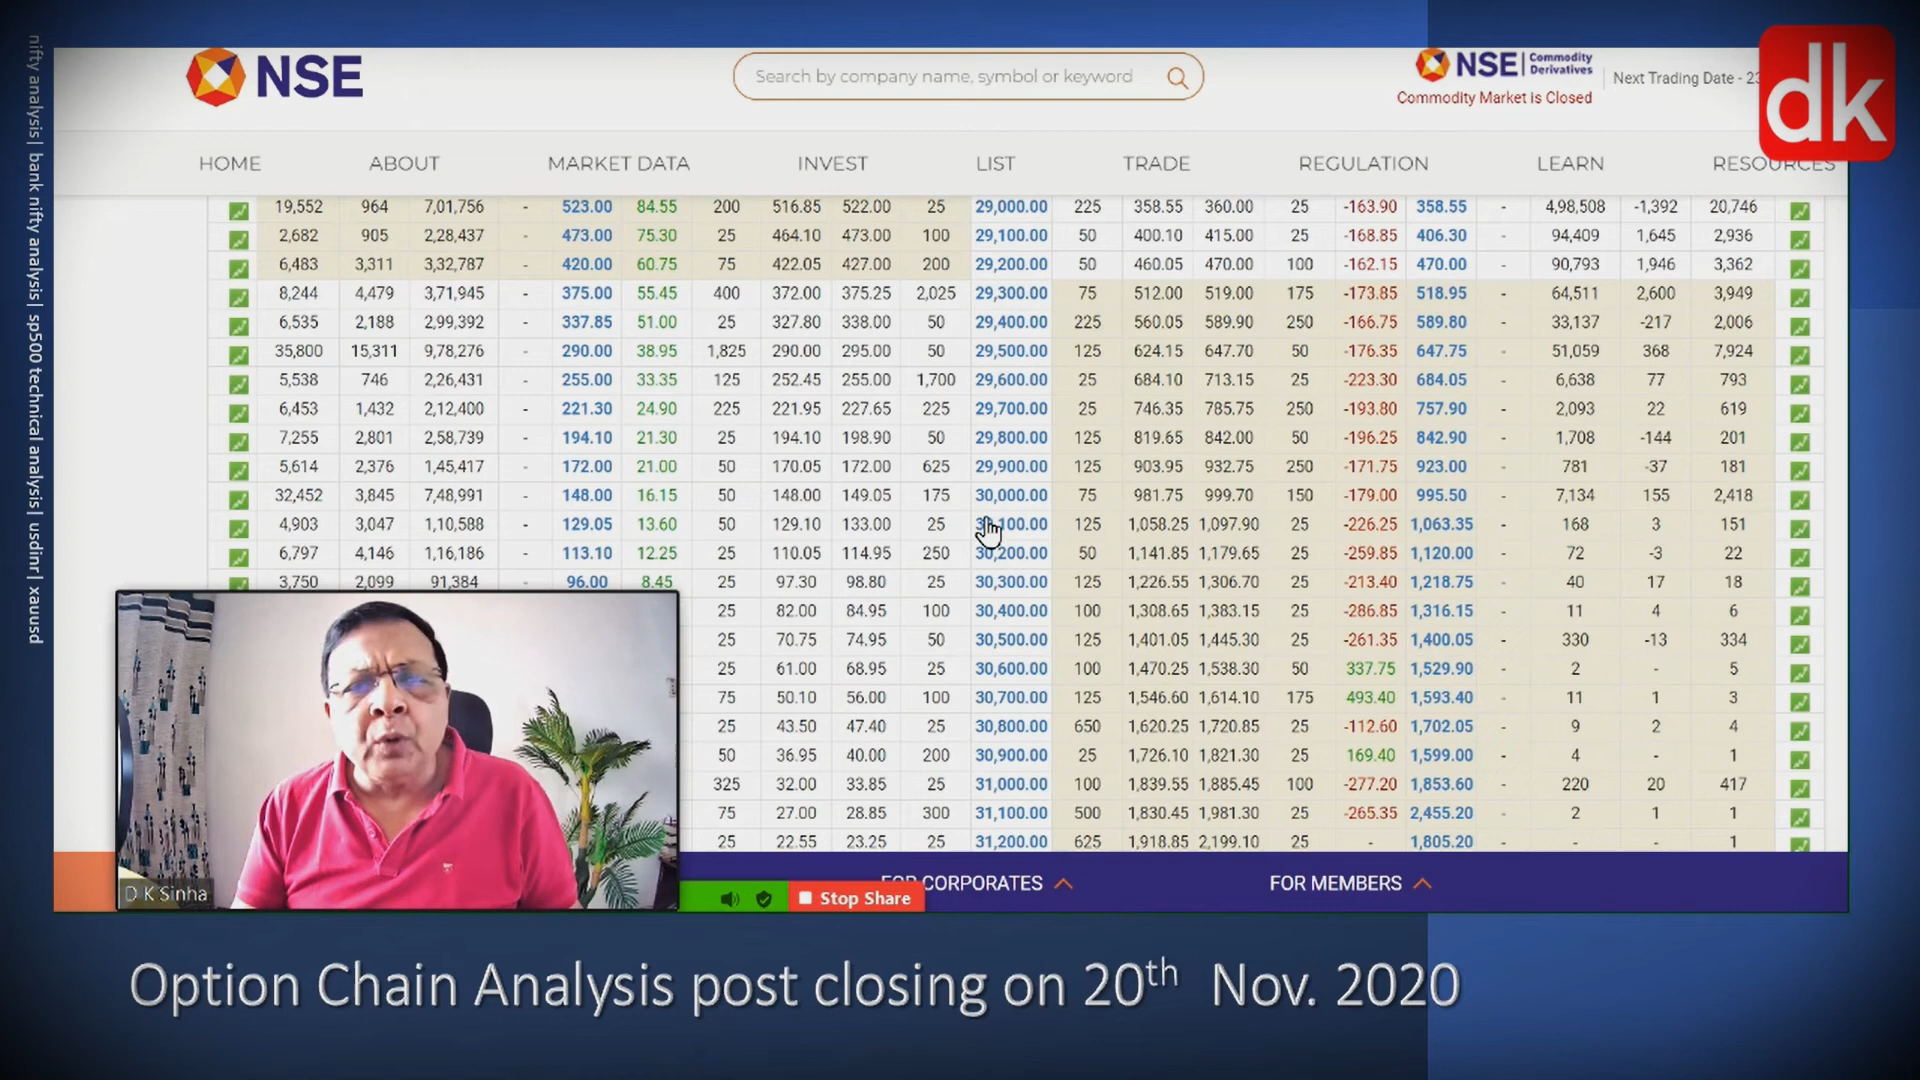 nifty analysis| bank nifty analysis| sp500 technical analysis| usdinr| xauusd
NSE
Search by company name, symbol or keyword
NSE | Commodity Derivatives
Commodity Market is Closed
Next Trading Date - 23
dk
HOME ABOUT MARKET DATA INVEST LIST TRADE REGULATION LEARN RESOURCES
19,552 964 7,01,756 - 523.00 84.55 200 516.85 522.00 25 29,000.00 225 358.55 360.00 25 -163.90 358.55 - 4,98,508 -1,392 20,746
2,682 905 2,28,437 - 473.00 75.30 25 464.10 473.00 100 29,100.00 50 400.10 415.00 25 -168.85 406.30 - 94,409 1,645 2,936
6,483 3,311 3,32,787 - 420.00 60.75 75 422.05 427.00 200 29,200.00 50 460.05 470.00 100 -162.15 470.00 - 90,793 1,946 3,362
8,244 4,479 3,71,945 - 375.00 55.45 400 372.00 375.25 2,025 29,300.00 75 512.00 519.00 175 -173.85 518.95 - 64,511 2,600 3,949
6,535 2,188 2,99,392 - 337.85 51.00 25 327.80 338.00 50 29,400.00 225 560.05 589.90 250 -166.75 589.80 - 33,137 -217 2,006
35,800 15,311 9,78,276 - 290.00 38.95 1,825 290.00 295.00 50 29,500.00 125 624.15 647.70 50 -176.35 647.75 - 51,059 368 7,924
5,538 746 2,26,431 - 255.00 33.35 125 252.45 255.00 1,700 29,600.00 25 684.10 713.15 25 -223.30 684.05 - 6,638 77 793
6,453 1,432 2,12,400 - 221.30 24.90 225 221.95 227.65 225 29,700.00 25 746.35 785.75 250 -193.80 757.90 - 2,093 22 619
7,255 2,801 2,58,739 - 194.10 21.30 25 194.10 198.90 50 29,800.00 125 819.65 842.00 50 -196.25 842.90 - 1,708 -144 201
5,614 2,376 1,45,417 - 172.00 21.00 50 170.05 172.00 625 29,900.00 125 903.95 932.75 250 -171.75 923.00 - 781 -37 181
32,452 3,845 7,48,991 - 148.00 16.15 50 148.00 149.05 175 30,000.00 75 981.75 999.70 150 -179.00 995.50 - 7,134 155 2,418
4,903 3,047 1,10,588 - 129.05 13.60 50 129.10 133.00 25 30,100.00 125 1,058.25 1,097.90 25 -226.25 1,063.35 - 168 3 151
6,797 4,146 1,16,186 - 113.10 12.25 25 110.05 114.95 250 30,200.00 50 1,141.85 1,179.65 25 -259.85 1,120.00 - 72 -3 22
3,750 2,099 91,384 - 96.00 8.45 25 97.30 98.80 25 30,300.00 125 1,226.55 1,306.70 25 -213.40 1,218.75 - 40 17 18
25 82.00 84.95 100 30,400.00 100 1,308.65 1,383.15 25 -286.85 1,316.15 - 11 4 6
25 70.75 74.95 50 30,500.00 125 1,401.05 1,445.30 25 -261.35 1,400.05 - 330 -13 334
25 61.00 68.95 25 30,600.00 100 1,470.25 1,538.30 50 337.75 1,529.90 - 2 - 5
75 50.10 56.00 100 30,700.00 125 1,546.60 1,614.10 175 493.40 1,593.40 - 11 1 3
25 43.50 47.40 25 30,800.00 650 1,620.25 1,720.85 25 -112.60 1,702.05 - 9 2 4
50 36.95 40.00 200 30,900.00 25 1,726.10 1,821.30 25 169.40 1,599.00 - 4 - 1
325 32.00 33.85 25 31,000.00 100 1,839.55 1,885.45 100 -277.20 1,853.60 - 220 20 417
75 27.00 28.85 300 31,100.00 500 1,830.45 1,981.30 25 -265.35 2,455.20 - 2 1 1
25 22.55 23.25 25 31,200.00 625 1,918.85 2,199.10 25 - 1,805.20 - - - 1
D K Sinha
Stop Share
FOR CORPORATES
FOR MEMBERS
Option Chain Analysis post closing on 20th Nov. 2020